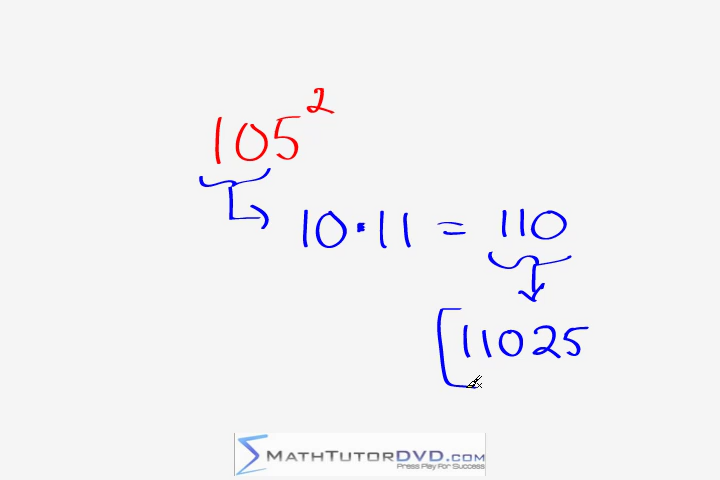 105²
10·11 = 110
[11025
MATHTUTORDVD.COM
Press Play For Success